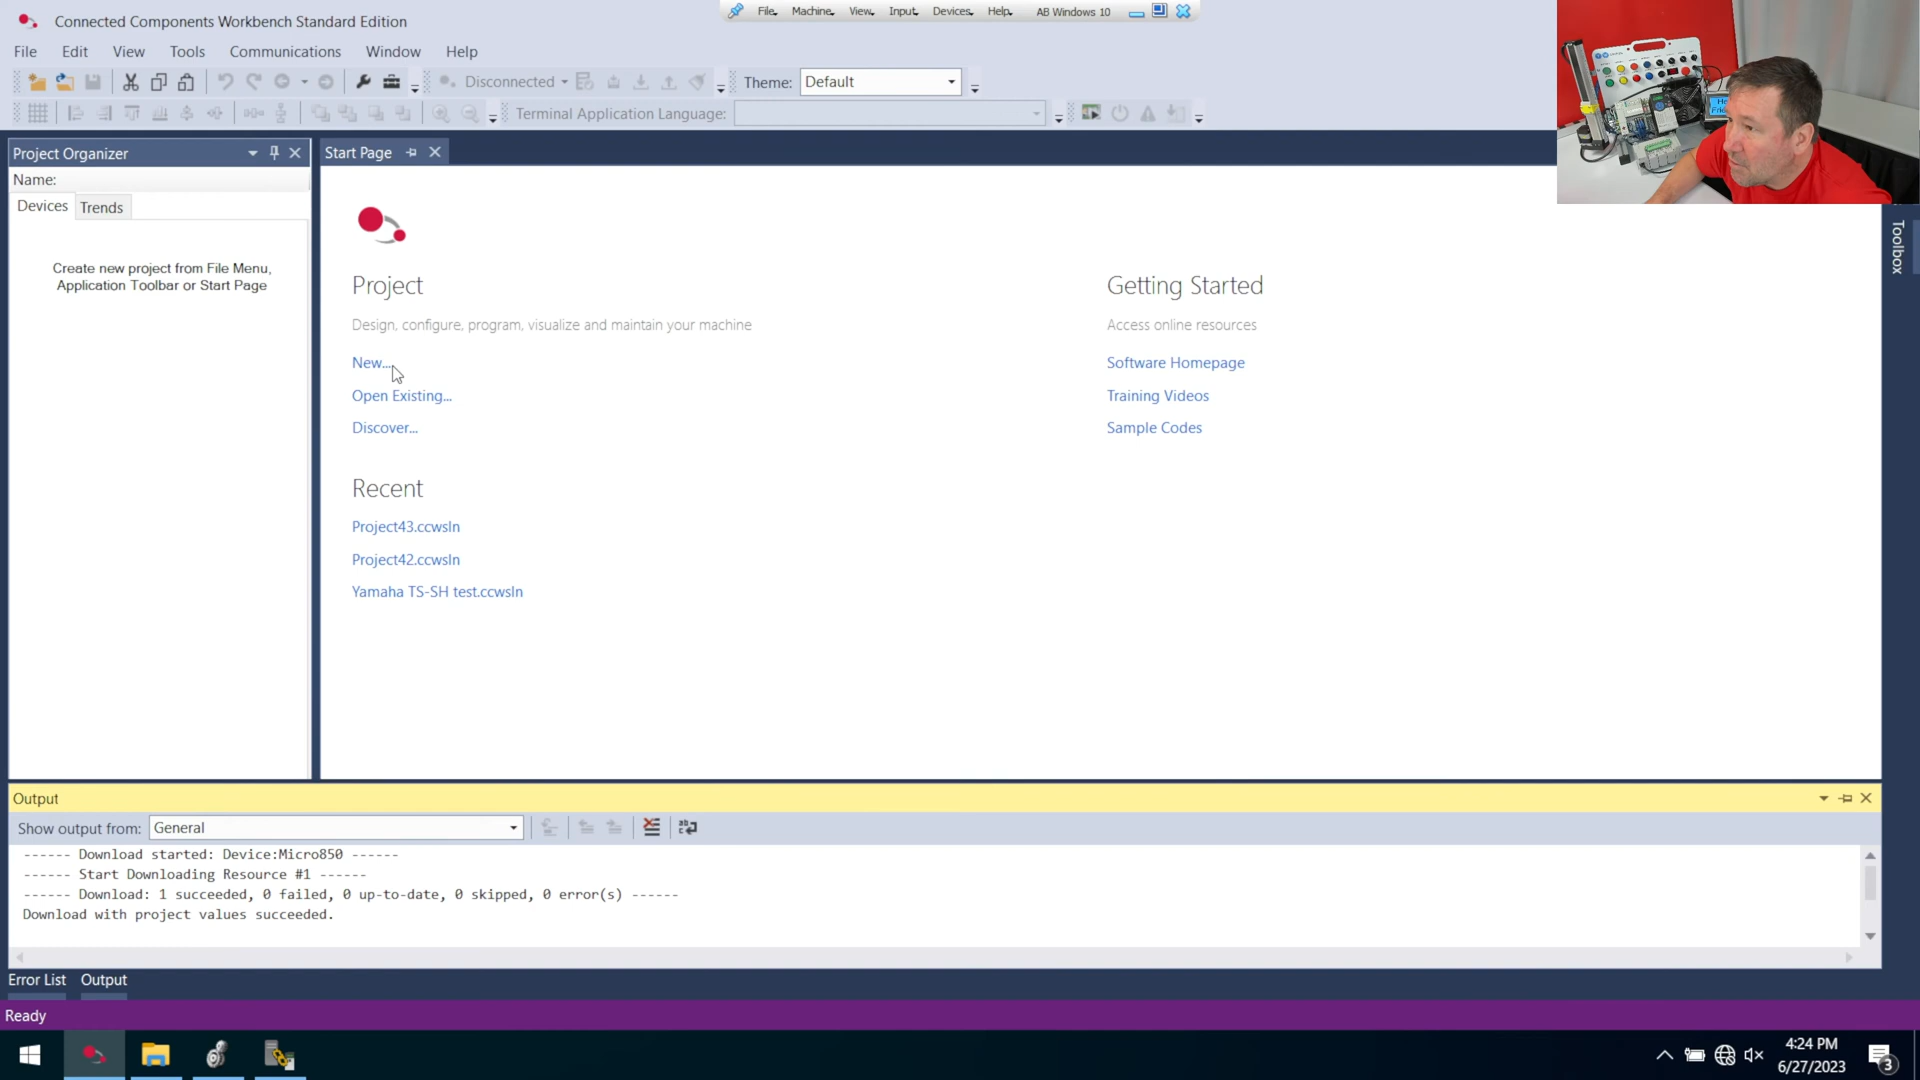 Connected Components Workbench Standard Edition
File Machine View Input Devices Help AB Windows 10
File Edit View Tools Communications Window Help
Disconnected Theme: Default
Terminal Application Language:
Project Organizer
Start Page
Name:
Devices Trends
Create new project from File Menu,
Application Toolbar or Start Page
Toolbox
Project
Design, configure, program, visualize and maintain your machine
New...
Open Existing...
Discover...
Getting Started
Access online resources
Software Homepage
Training Videos
Sample Codes
Recent
Project43.ccwsln
Project42.ccwsln
Yamaha TS-SH test.ccwsln
Output
Show output from: General
------ Download started: Device:Micro850 ------
------ Start Downloading Resource #1 ------
------ Download: 1 succeeded, 0 failed, 0 up-to-date, 0 skipped, 0 error(s) ------
Download with project values succeeded.
Error List Output
Ready
4:24 PM
6/27/2023
3